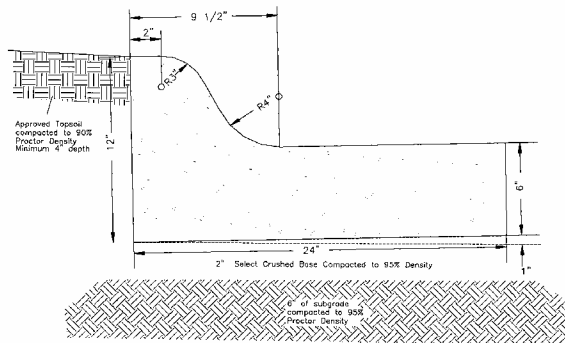 9 1/2"
2"
R3"
R4"
Approved Topsoil
compacted to 90%
Proctor Density
Minimum 4" depth
12"
6"
24"
2" Select Crushed Base Compacted to 95% Density
1"
6" of subgrade
compacted to 95%
Proctor Density